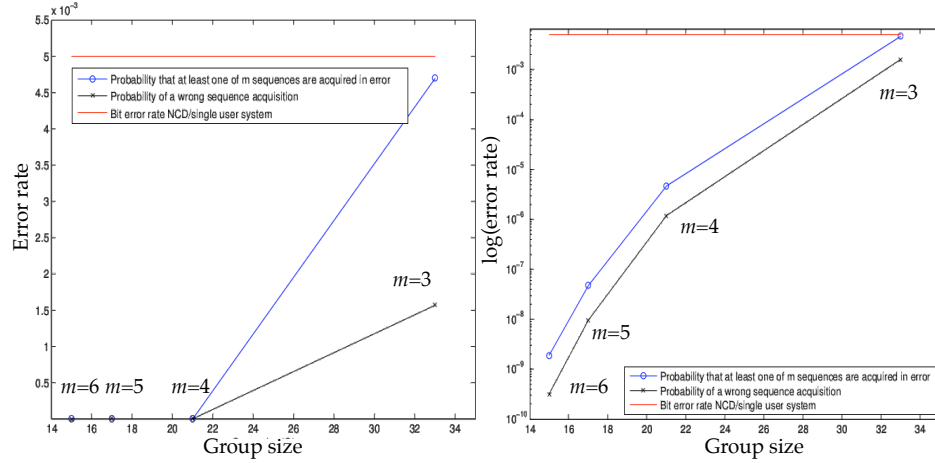 5.5 x 10⁻³
5
4.5
4
3.5
3
2.5
2
1.5
1
0.5
Error rate
Probability that at least one of m sequences are acquired in error
Probability of a wrong sequence acquisition
Bit error rate NCD/single user system
m=3
m=6 m=5 m=4
14 16 18 20 22 24 26 28 30 32 34
Group size
10⁻³
10⁻⁴
10⁻⁵
10⁻⁶
10⁻⁷
10⁻⁸
10⁻⁹
10⁻¹⁰
log(error rate)
m=3
m=4
m=5
m=6
Probability that at least one of m sequences are acquired in error
Probability of a wrong sequence acquisition
Bit error rate NCD/single user system
14 16 18 20 22 24 26 28 30 32 34
Group size